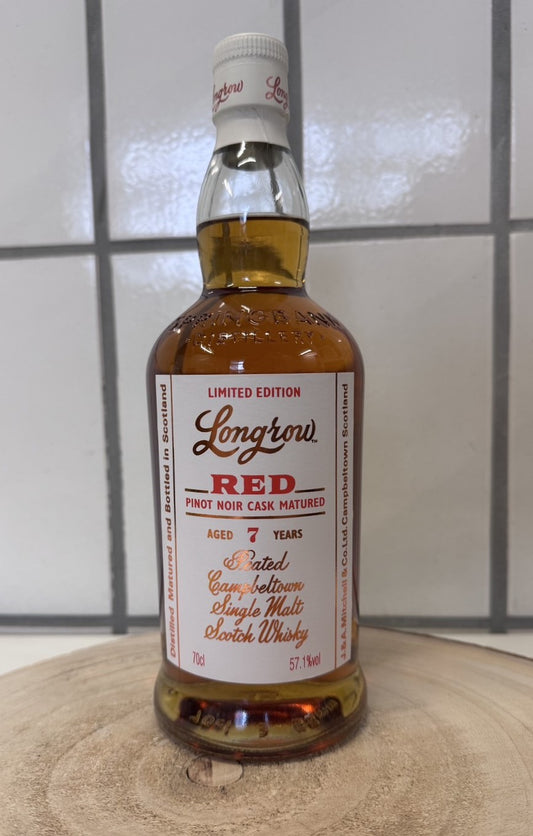 Longrow
SPRINGBANK
DISTILLERY
LIMITED EDITION
Longrow™
RED
PINOT NOIR CASK MATURED
AGED 7 YEARS
Peated
Campbeltown
Single Malt
Scotch Whisky
70cl 57.1%vol
Distilled Matured and Bottled in Scotland
J.&A.Mitchell & Co.Ltd.Campbeltown Scotland